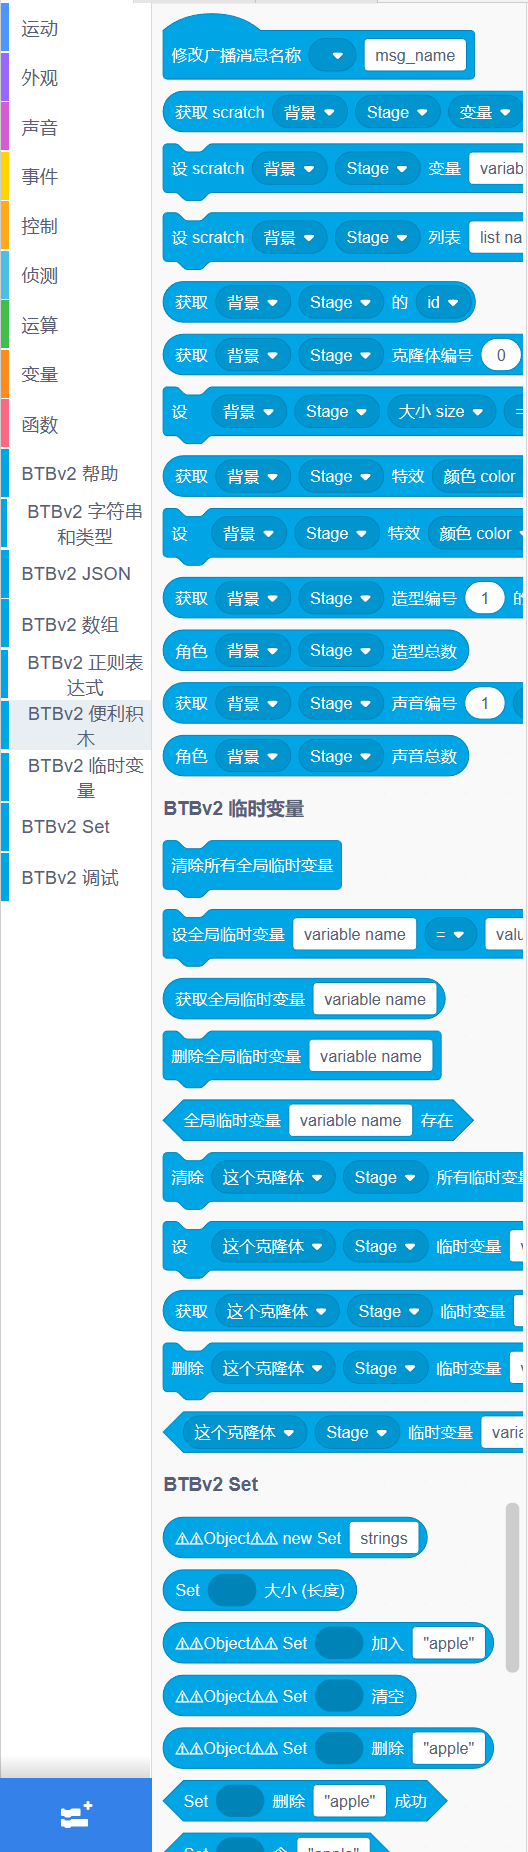 运动
外观
声音
事件
控制
侦测
运算
变量
函数
BTBv2 帮助
BTBv2 字符串
和类型
BTBv2 JSON
BTBv2 数组
BTBv2 正则表
达式
BTBv2 便利积
木
BTBv2 临时变
量
BTBv2 Set
BTBv2 调试
修改广播消息名称 msg_name
获取 scratch 背景 Stage 变量
设 scratch 背景 Stage 变量 variab
设 scratch 背景 Stage 列表 list na
获取 背景 Stage 的 id
获取 背景 Stage 克隆体编号 0
设 背景 Stage 大小 size =
获取 背景 Stage 特效 颜色 color
设 背景 Stage 特效 颜色 color
获取 背景 Stage 造型编号 1 的
角色 背景 Stage 造型总数
获取 背景 Stage 声音编号 1
角色 背景 Stage 声音总数
BTBv2 临时变量
清除所有全局临时变量
设全局临时变量 variable name = valu
获取全局临时变量 variable name
删除全局临时变量 variable name
全局临时变量 variable name 存在
清除 这个克隆体 Stage 所有临时变量
设 这个克隆体 Stage 临时变量
获取 这个克隆体 Stage 临时变量
删除 这个克隆体 Stage 临时变量
这个克隆体 Stage 临时变量 varia
BTBv2 Set
⚠⚠Object⚠⚠ new Set strings
Set 大小 (长度)
⚠⚠Object⚠⚠ Set 加入 "apple"
⚠⚠Object⚠⚠ Set 清空
⚠⚠Object⚠⚠ Set 删除 "apple"
Set 删除 "apple" 成功